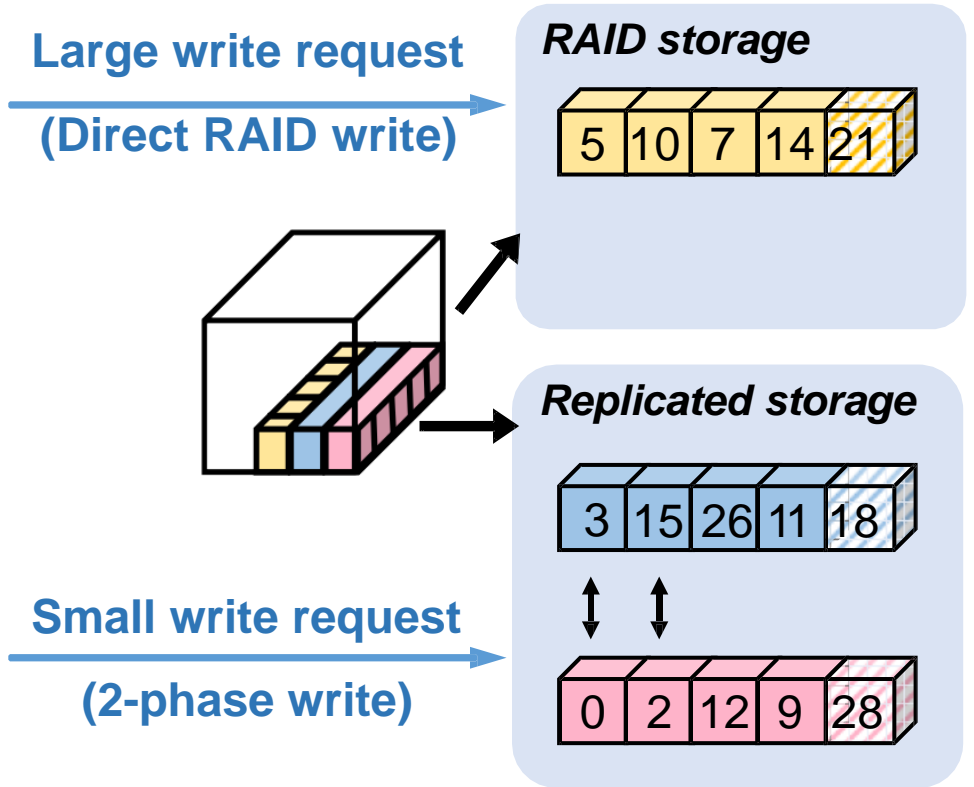 Large write request
(Direct RAID write)
RAID storage
5 10 7 14 21
Replicated storage
3 15 26 11 18
Small write request
(2-phase write)
0 2 12 9 28